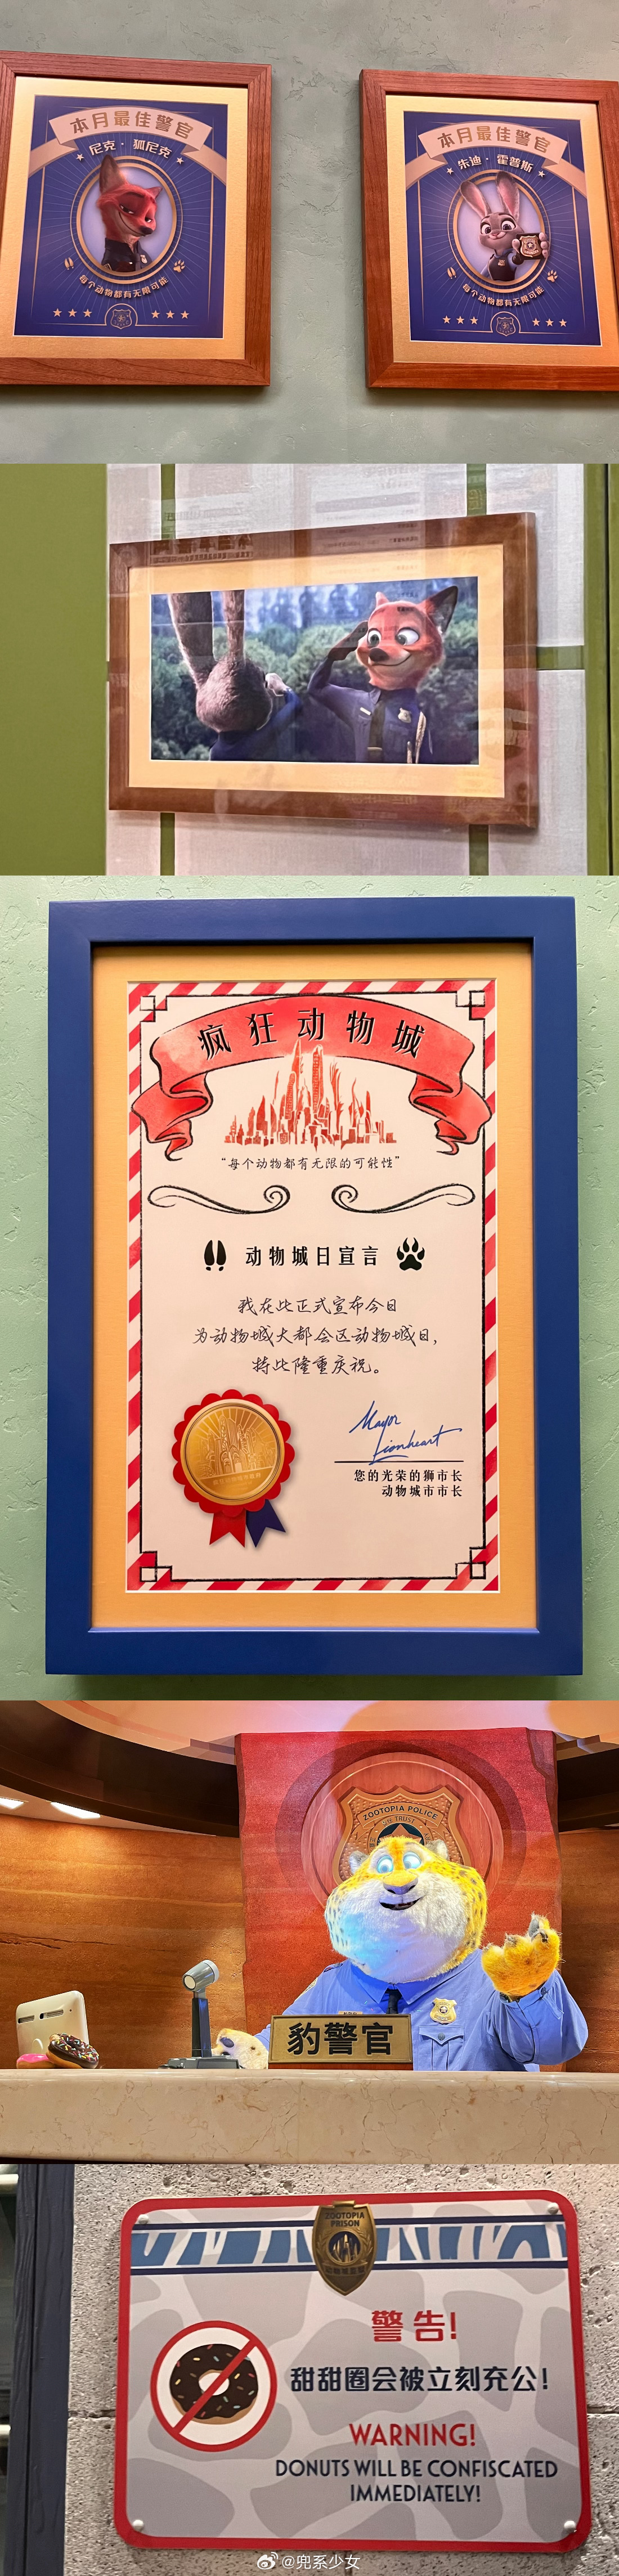 本月最佳警官
尼克·狐尼克
每个动物都有无限可能
本月最佳警官
朱迪·霍普斯
每个动物都有无限可能
疯狂动物城
“每个动物都有无限的可能性”
动物城日宣言
我在此正式宣布今日
为动物城大都会区动物城日，
特此隆重庆祝。
Mayor
Lionheart
您的光荣的狮市长
动物城市市长
ZOOTOPIA POLICE
TRUST
豹警官
ZOOTOPIA
PRISON
警告!
甜甜圈会被立刻充公!
WARNING!
DONUTS WILL BE CONFISCATED
IMMEDIATELY!
@兜系少女